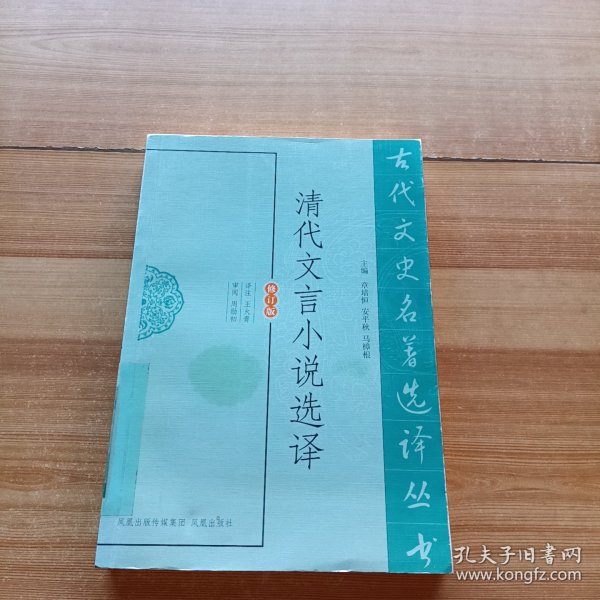 古代文史名著选译丛书
主编 章培恒 安平秋 马樟根
清代文言小说选译
修订版
译注 王火青
审阅 周勋初
凤凰出版传媒集团 凤凰出版社
孔夫子旧书网
www.kongfz.com